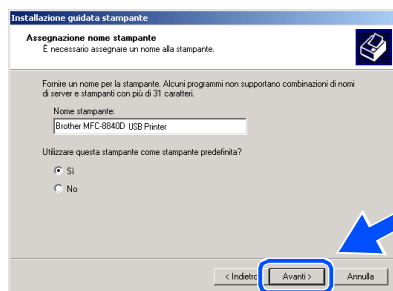 Installazione guidata stampante
Assegnazione nome stampante
È necessario assegnare un nome alla stampante.
Fornire un nome per la stampante. Alcuni programmi non supportano combinazioni di nomi
di server e stampanti con più di 31 caratteri.
Nome stampante:
Brother MFC-8840D USB Printer
Utilizzare questa stampante come stampante predefinita?
Sì
No
< Indietro Avanti > Annulla